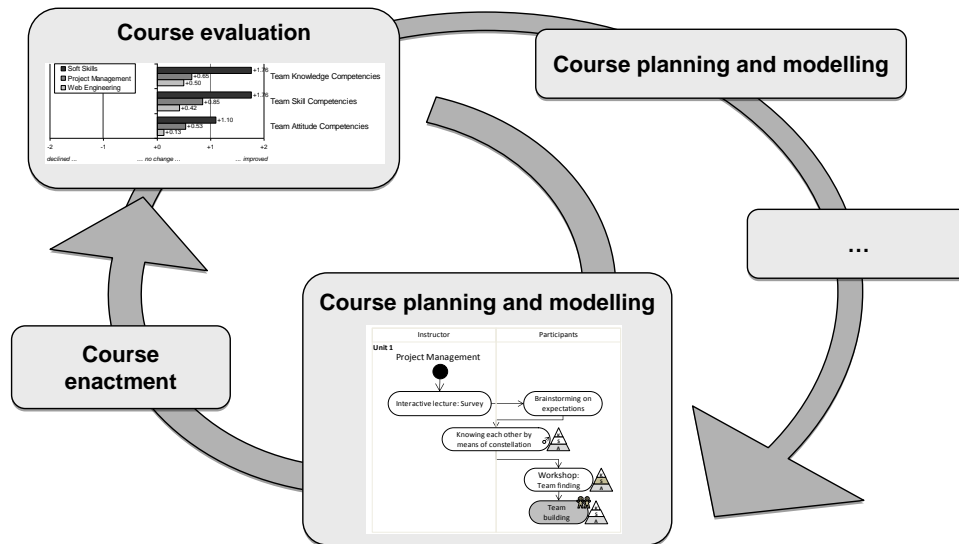 Course evaluation
Soft Skills
Project Management
Web Engineering
+1.76
+0.65
+0.50
Team Knowledge Competencies
+1.76
+0.85
+0.42
Team Skill Competencies
+1.10
+0.53
+0.13
Team Attitude Competencies
-2 -1 +0 +1 +2
declined ... ... no change ... ... improved
Course planning and modelling
...
Course
enactment
Course planning and modelling
Instructor Participants
Unit 1
Project Management
Interactive lecture: Survey
Brainstorming on
expectations
Knowing each other by
means of constellation
K
S
A
Workshop:
Team finding
K
S
A
Team
building
K
S
A